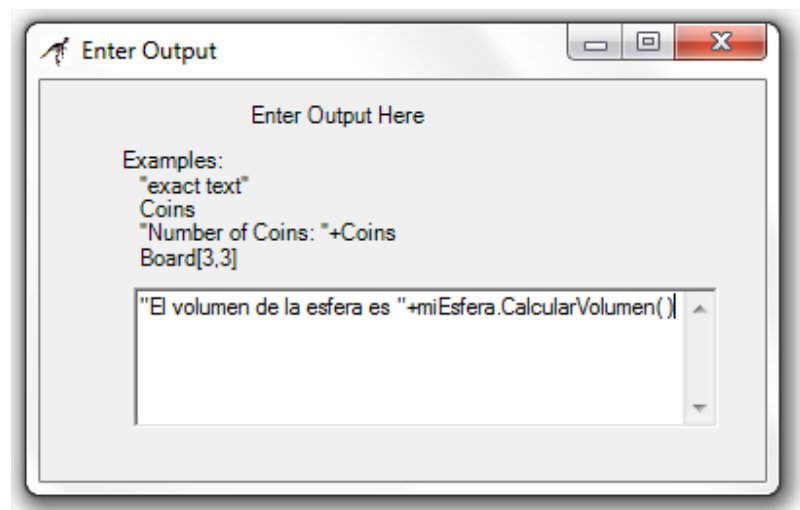 Enter Output
Enter Output Here
Examples:
"exact text"
Coins
"Number of Coins: "+Coins
Board[3,3]
"El volumen de la esfera es "+miEsfera.CalcularVolumen( )